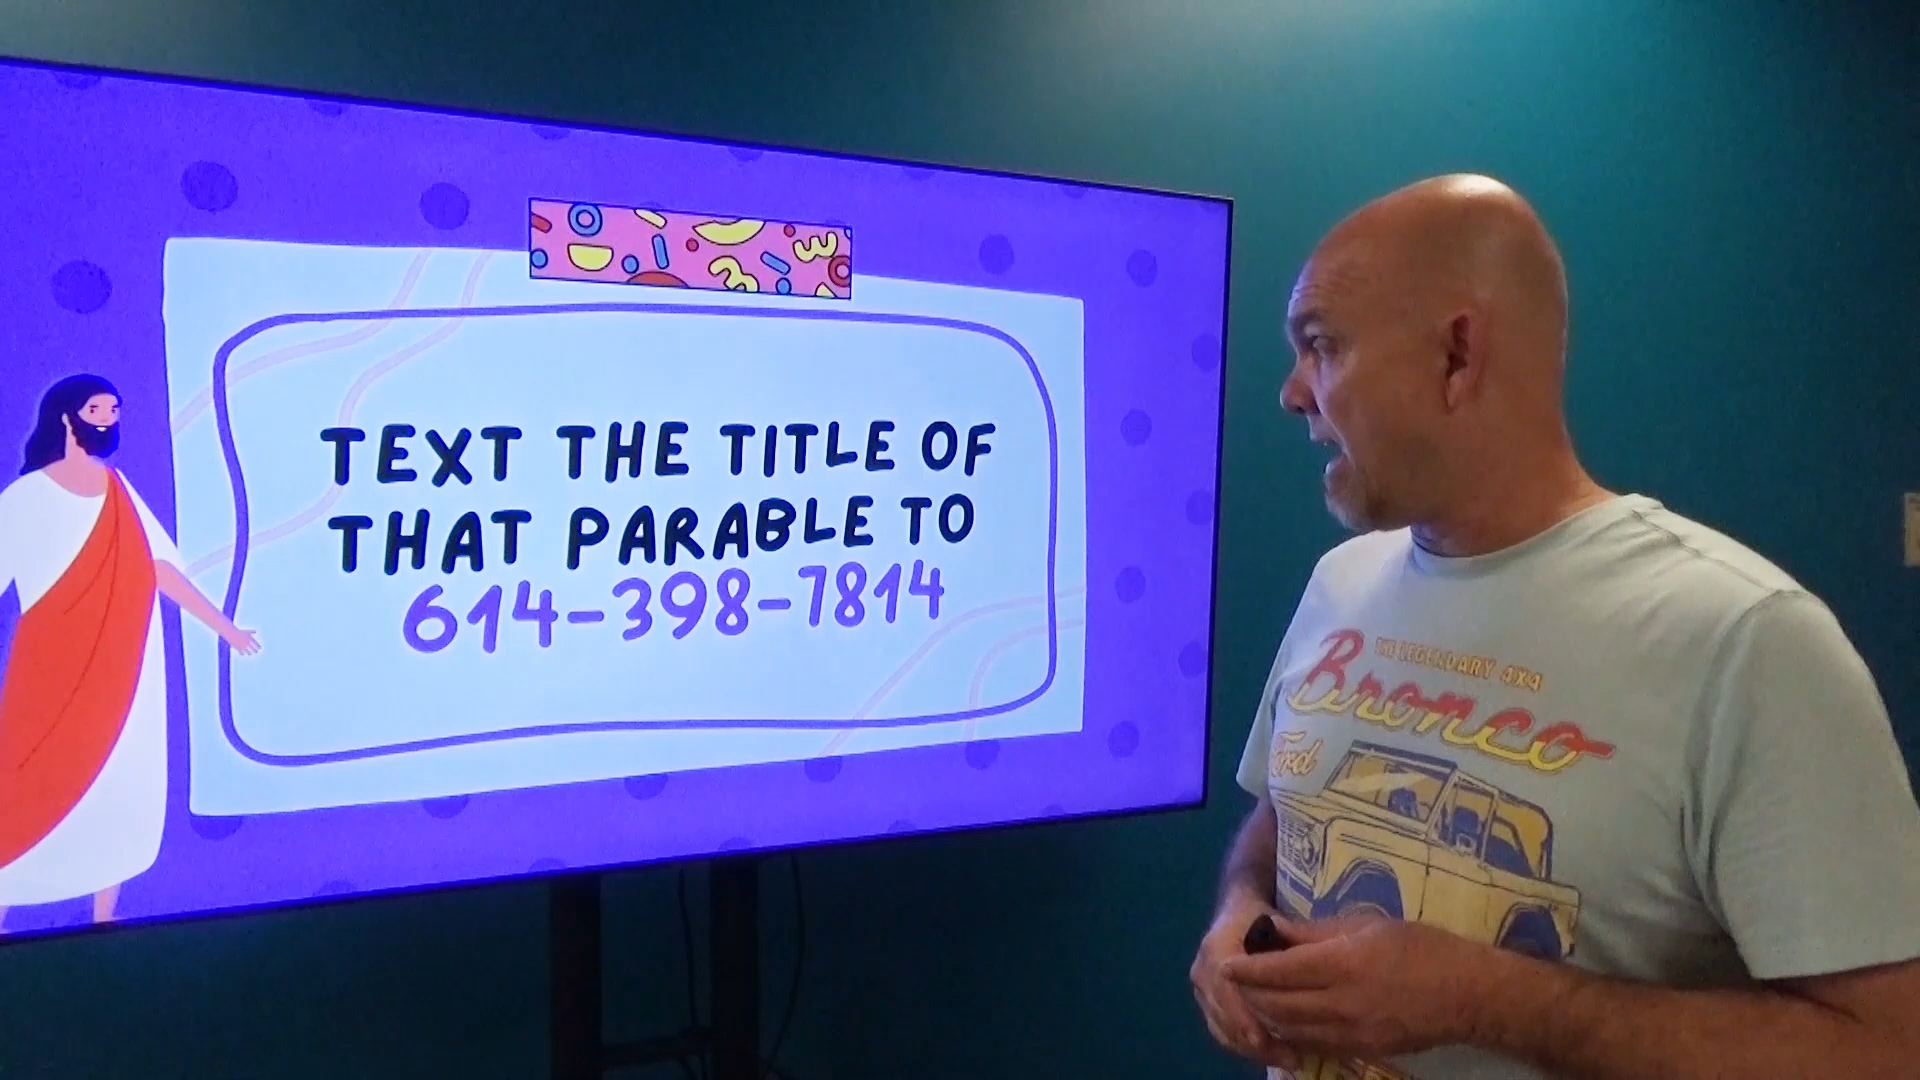 TEXT THE TITLE OF
THAT PARABLE TO
614-398-7814
THE LEGENDARY 4X4
Bronco
Ford